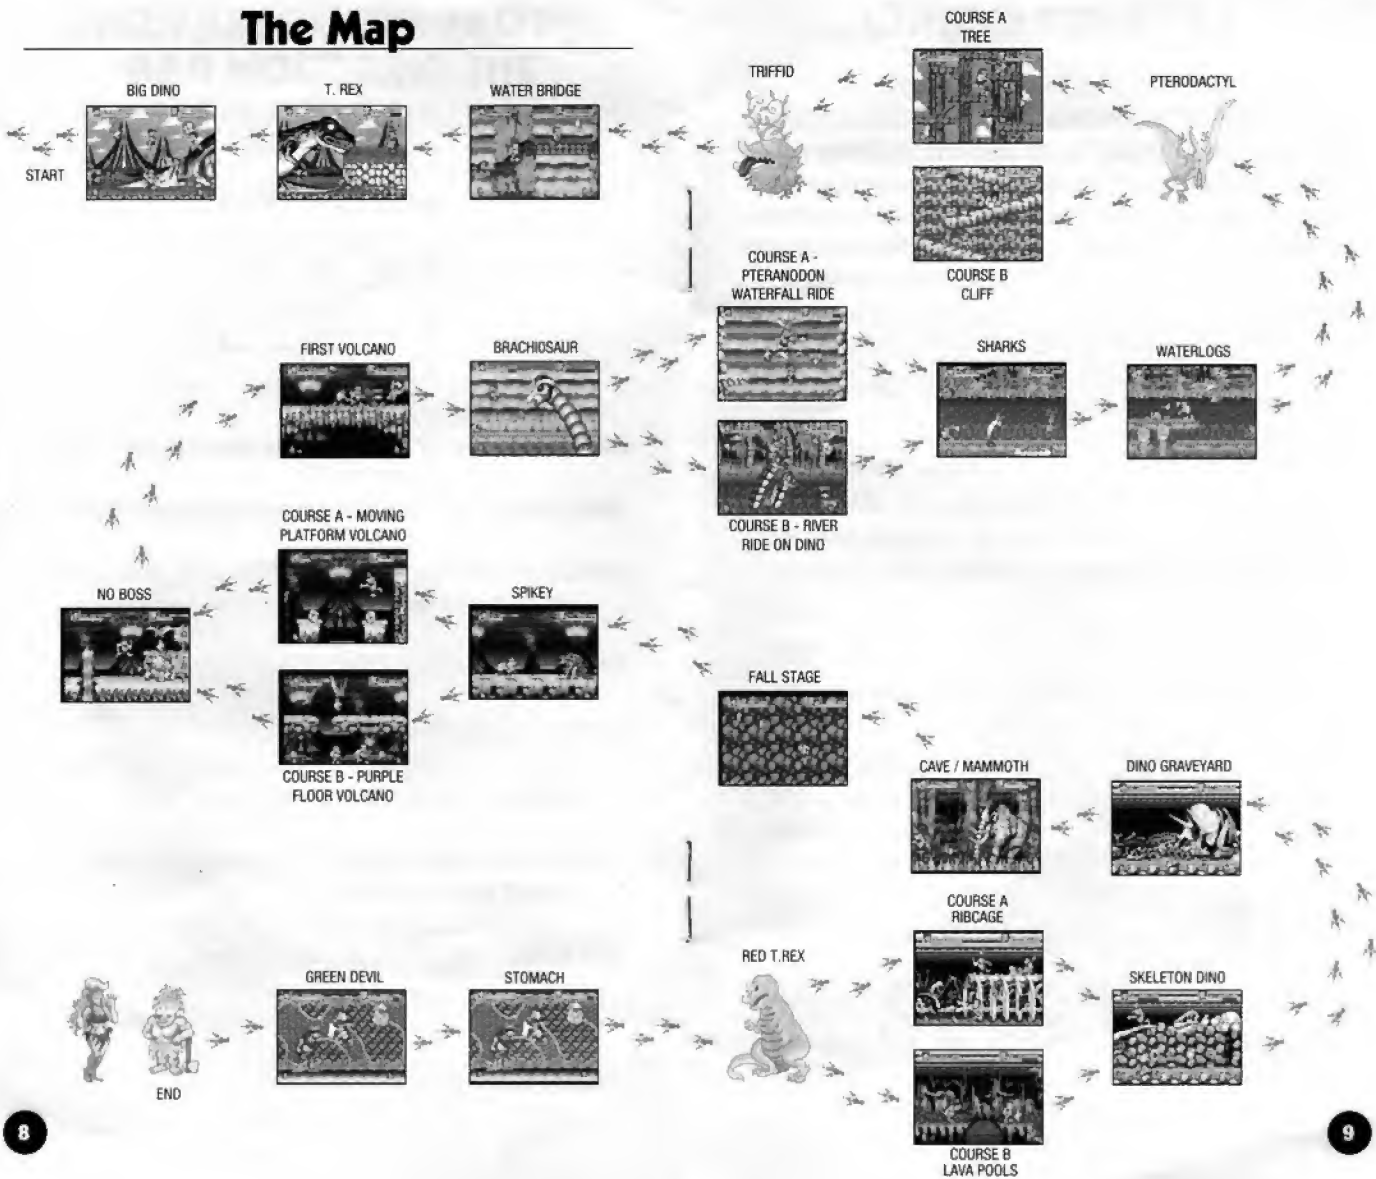 The Map
START
BIG DINO
T. REX
WATER BRIDGE
TRIFFID
COURSE A
TREE
COURSE B
CLIFF
PTERODACTYL
FIRST VOLCANO
BRACHIOSAUR
COURSE A -
PTERANODON
WATERFALL RIDE
COURSE B - RIVER
RIDE ON DINO
SHARKS
WATERLOGS
NO BOSS
COURSE A - MOVING
PLATFORM VOLCANO
COURSE B - PURPLE
FLOOR VOLCANO
SPIKEY
FALL STAGE
CAVE / MAMMOTH
DINO GRAVEYARD
END
GREEN DEVIL
STOMACH
RED T.REX
COURSE A
RIBCAGE
COURSE B
LAVA POOLS
SKELETON DINO
8
9